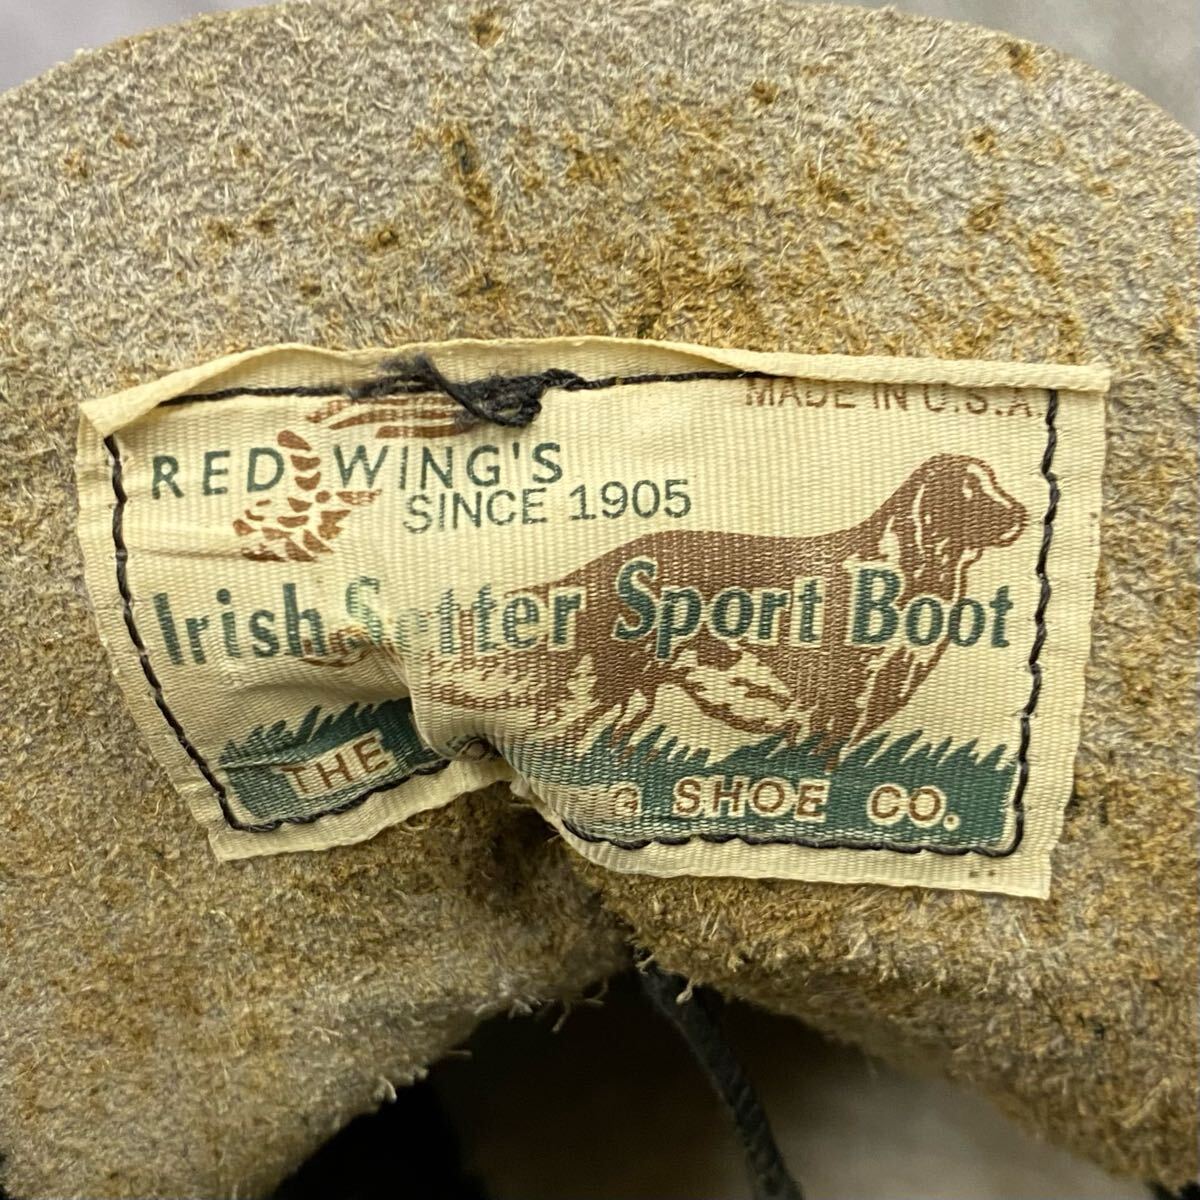 MADE IN U.S.A.
RED WING'S
SINCE 1905
Irish Setter Sport Boot
THE SHOE CO.